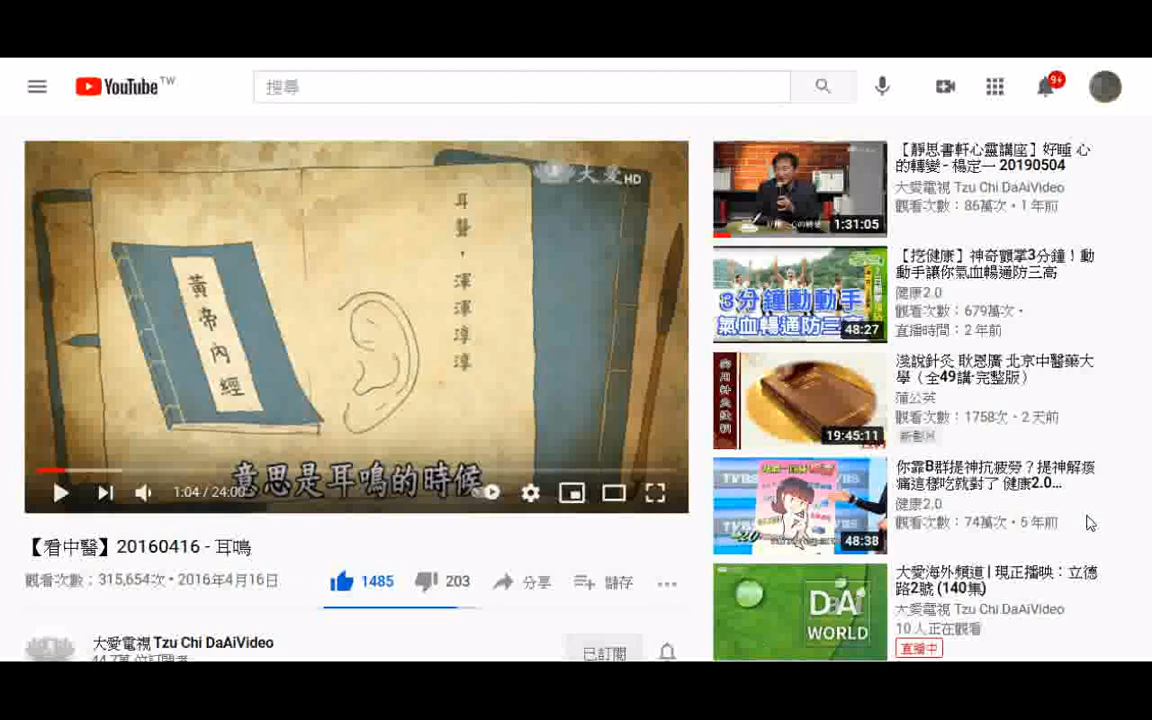 YouTube TW
搜尋
9+
大愛 HD
耳聾，渾渾淳淳
黃帝內經
意思是耳鳴的時候
1:04 / 24:00
【看中醫】20160416 - 耳鳴
觀看次數：315,654次 • 2016年4月16日
1485
203
分享
儲存
大愛電視 Tzu Chi DaAiVideo
44.7萬 位訂閱者
已訂閱
1:31:05
【靜思書軒心靈講座】好睡 心
的轉變 - 楊定一 20190504
大愛電視 Tzu Chi DaAiVideo
觀看次數：86萬次 • 1 年前
3分鐘動動手
氣血暢通防三高
48:27
【挖健康】神奇顧掌3分鐘！動
動手讓你氣血暢通防三高
健康2.0
觀看次數：679萬次 •
直播時間：2 年前
19:45:11
淺說針灸 耿恩廣 北京中醫藥大
學（全49講·完整版）
蒲公英
觀看次數：1758次 • 2 天前
新影片
TVBS
48:38
你靠B群提神抗疲勞？提神解痠
痛這樣吃就對了 健康2.0...
健康2.0
觀看次數：74萬次 • 5 年前
DaAi
WORLD
大愛海外頻道 | 現正播映：立德
路2號 (140集)
大愛電視 Tzu Chi DaAiVideo
10 人正在觀看
直播中